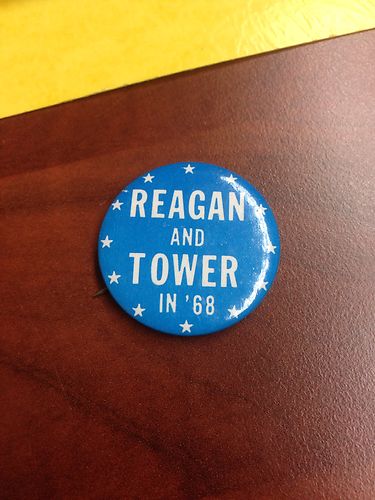 REAGAN
AND
TOWER
IN '68